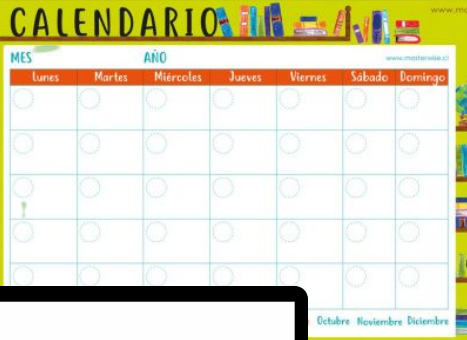 CALENDARIO
MES AÑO www.masterwise.cl
Lunes Martes Miércoles Jueves Viernes Sábado Domingo
Octubre Noviembre Diciembre